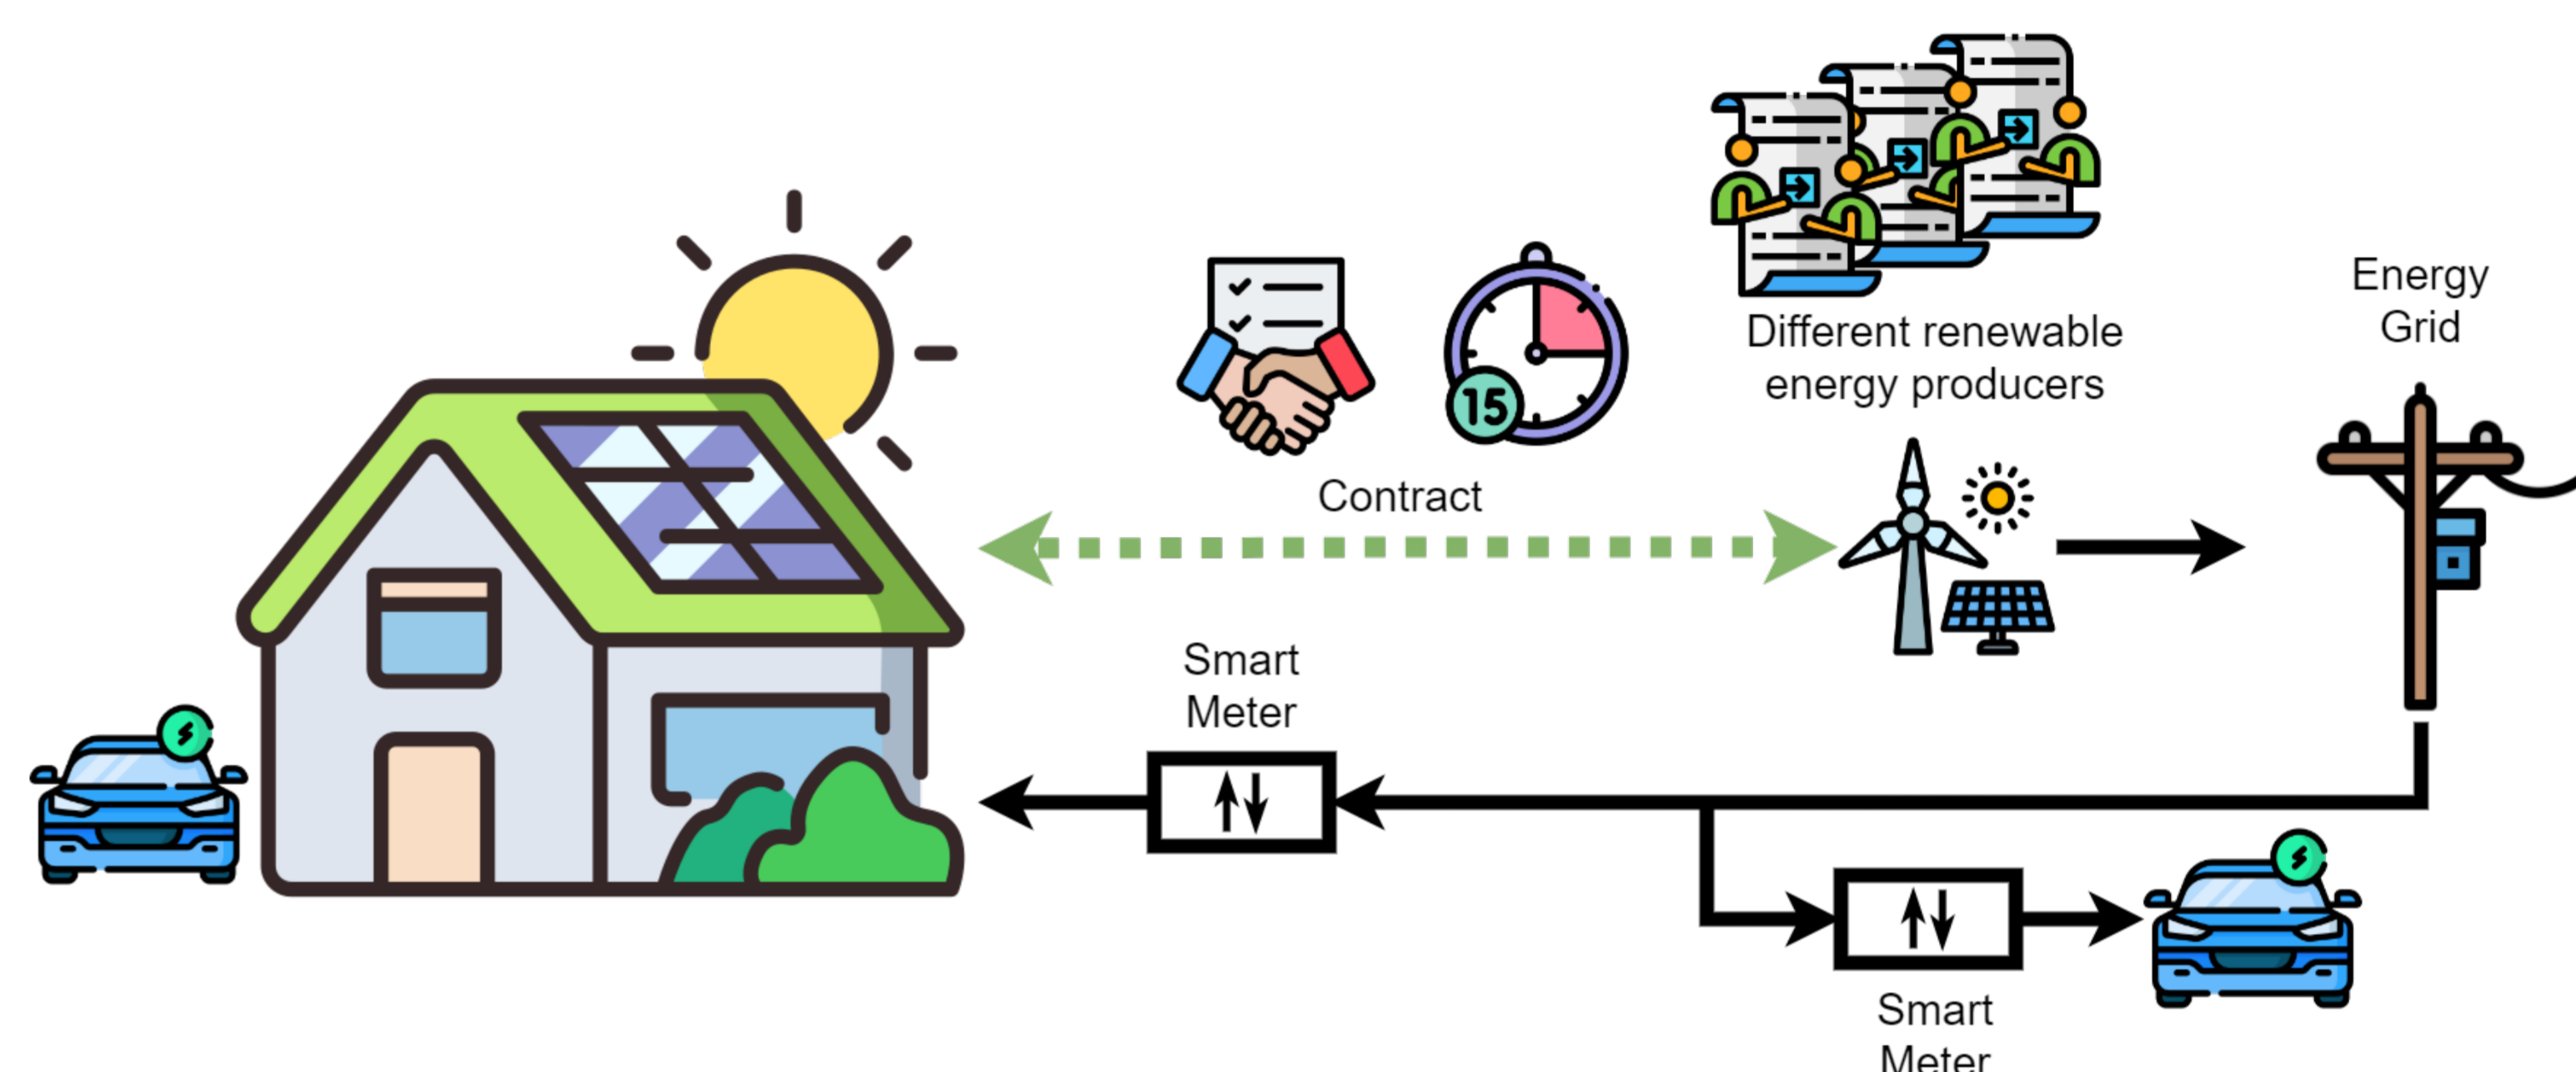 15
Different renewable
energy producers
Energy
Grid
Contract
Smart
Meter
Smart
Meter